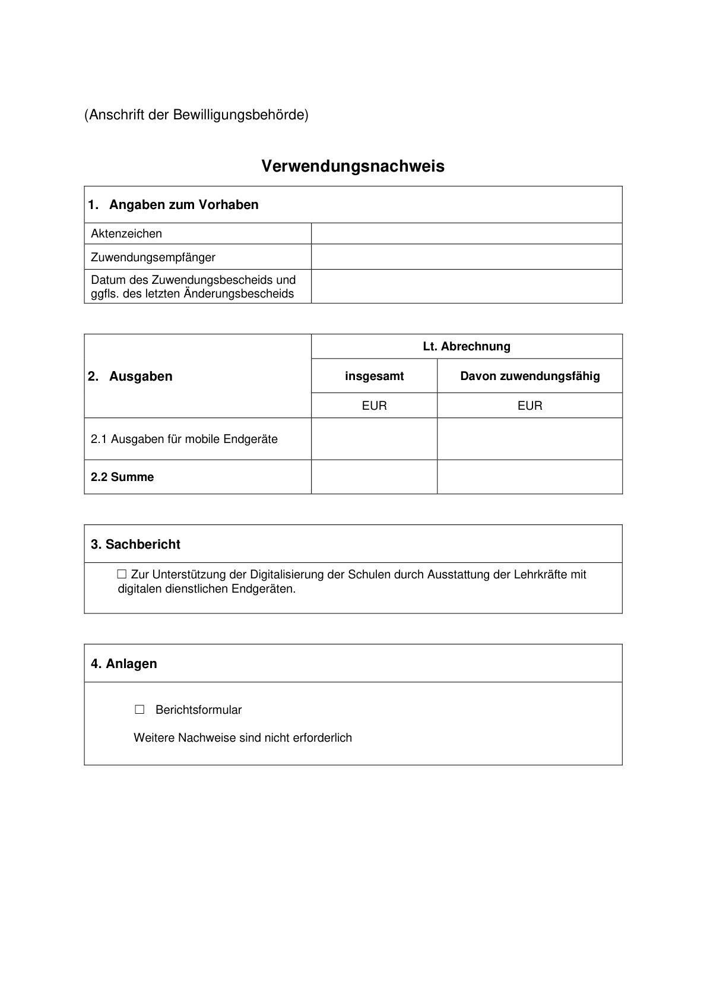 (Anschrift der Bewilligungsbehörde)
Verwendungsnachweis
1. Angaben zum Vorhaben
Aktenzeichen
Zuwendungsempfänger
Datum des Zuwendungsbescheids und
ggfls. des letzten Änderungsbescheids
2. Ausgaben
Lt. Abrechnung
insgesamt
Davon zuwendungsfähig
EUR
EUR
2.1 Ausgaben für mobile Endgeräte
2.2 Summe
3. Sachbericht
☐ Zur Unterstützung der Digitalisierung der Schulen durch Ausstattung der Lehrkräfte mit
digitalen dienstlichen Endgeräten.
4. Anlagen
☐ Berichtsformular
Weitere Nachweise sind nicht erforderlich